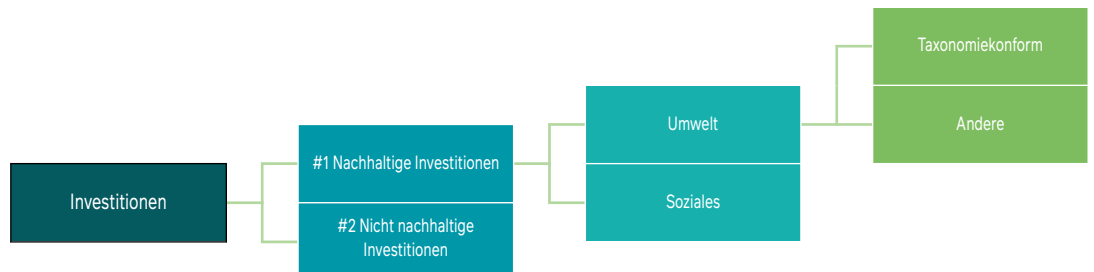 Investitionen
#1 Nachhaltige Investitionen
#2 Nicht nachhaltige
Investitionen
Umwelt
Soziales
Taxonomiekonform
Andere